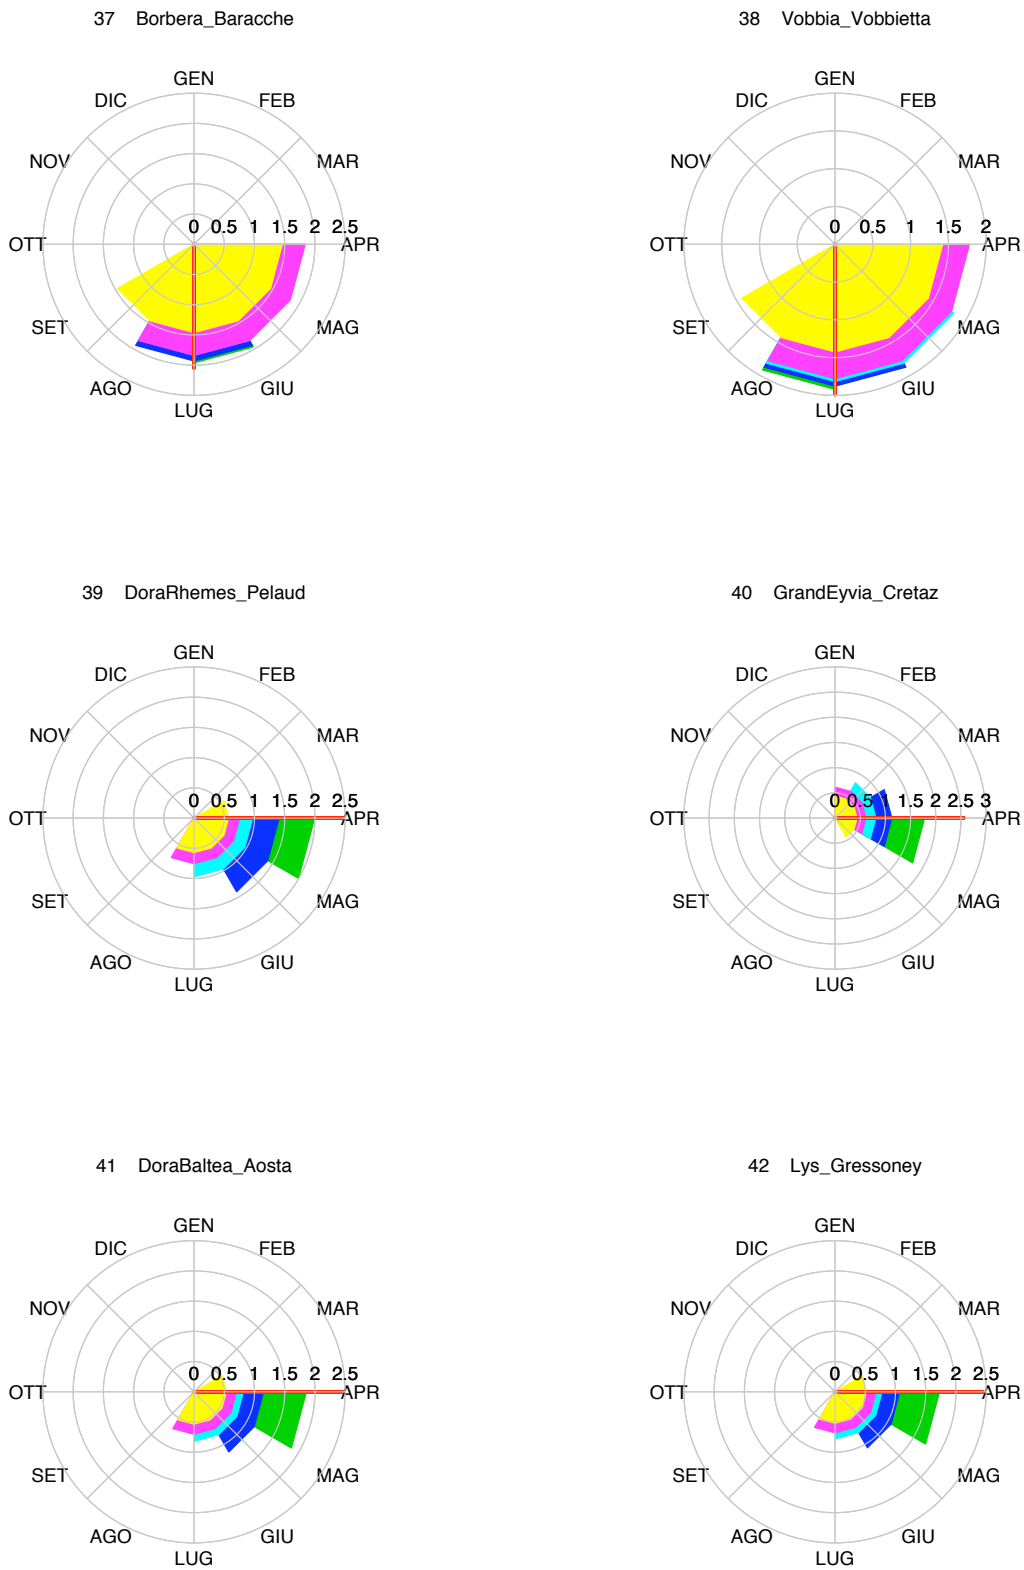 37 Borbera_Baracche
38 Vobbia_Vobbietta
GEN
DIC FEB
NOV MAR
0 0.5 1 1.5 2 2.5
OTT APR
SET MAG
AGO GIU
LUG
GEN
DIC FEB
NOV MAR
0 0.5 1 1.5 2
OTT APR
SET MAG
AGO GIU
LUG
39 DoraRhemes_Pelaud
40 GrandEyvia_Cretaz
GEN
DIC FEB
NOV MAR
0 0.5 1 1.5 2 2.5
OTT APR
SET MAG
AGO GIU
LUG
GEN
DIC FEB
NOV MAR
0 0.5 1 1.5 2 2.5 3
OTT APR
SET MAG
AGO GIU
LUG
41 DoraBaltea_Aosta
42 Lys_Gressoney
GEN
DIC FEB
NOV MAR
0 0.5 1 1.5 2 2.5
OTT APR
SET MAG
AGO GIU
LUG
GEN
DIC FEB
NOV MAR
0 0.5 1 1.5 2 2.5
OTT APR
SET MAG
AGO GIU
LUG